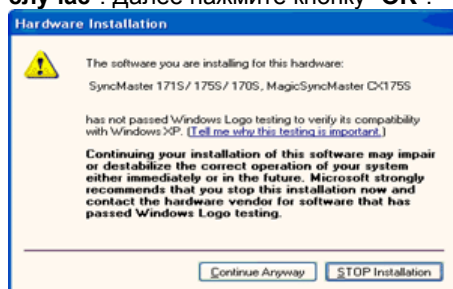 случае". Далее нажмите кнопку "OK".
Hardware Installation
The software you are installing for this hardware:
SyncMaster 171S/ 175S/ 170S, MagicSyncMaster CX175S
has not passed Windows Logo testing to verify its compatibility
with Windows XP. (Tell me why this testing is important.)
Continuing your installation of this software may impair
or destabilize the correct operation of your system
either immediately or in the future. Microsoft strongly
recommends that you stop this installation now and
contact the hardware vendor for software that has
passed Windows Logo testing.
Continue Anyway
STOP Installation